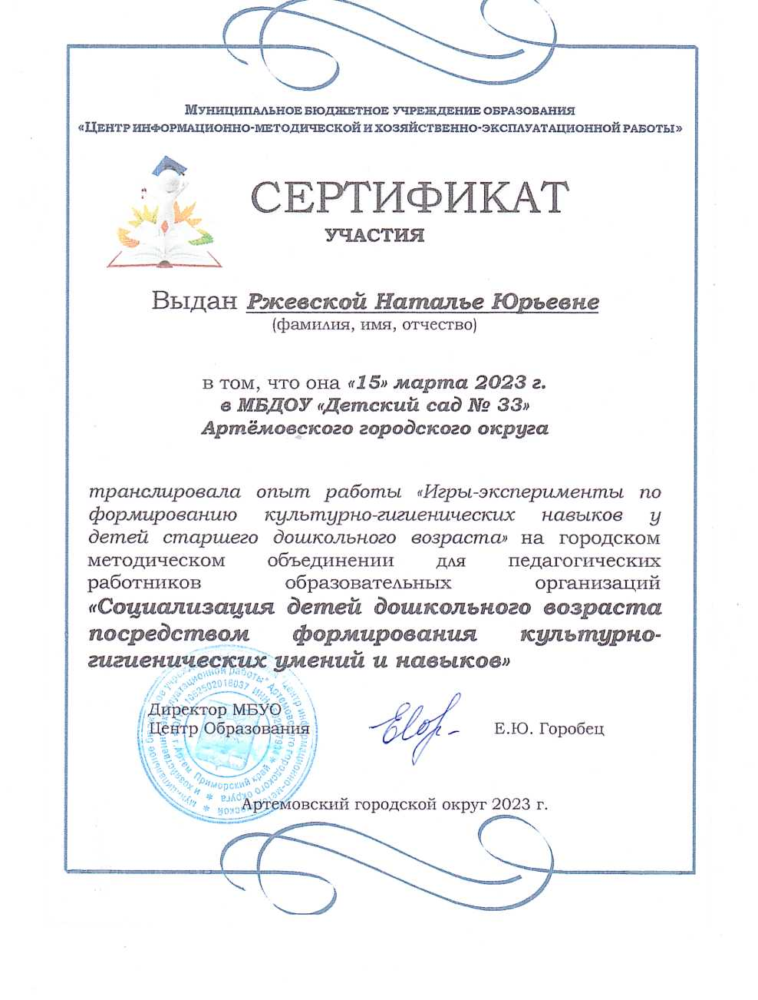 Муниципальное бюджетное учреждение образования
«Центр информационно-методической и хозяйственно-эксплуатационной работы»
СЕРТИФИКАТ
УЧАСТИЯ
Выдан Ржевской Наталье Юрьевне
(фамилия, имя, отчество)
в том, что она «15» марта 2023 г.
в МБДОУ «Детский сад № 33»
Артёмовского городского округа
транслировала опыт работы «Игры-эксперименты по
формированию культурно-гигиенических навыков у
детей старшего дошкольного возраста» на городском
методическом объединении для педагогических
работников образовательных организаций
«Социализация детей дошкольного возраста
посредством формирования культурно-
гигиенических умений и навыков»
Директор МБУО
Центр Образования
Е.Ю. Горобец
Артемовский городской округ 2023 г.